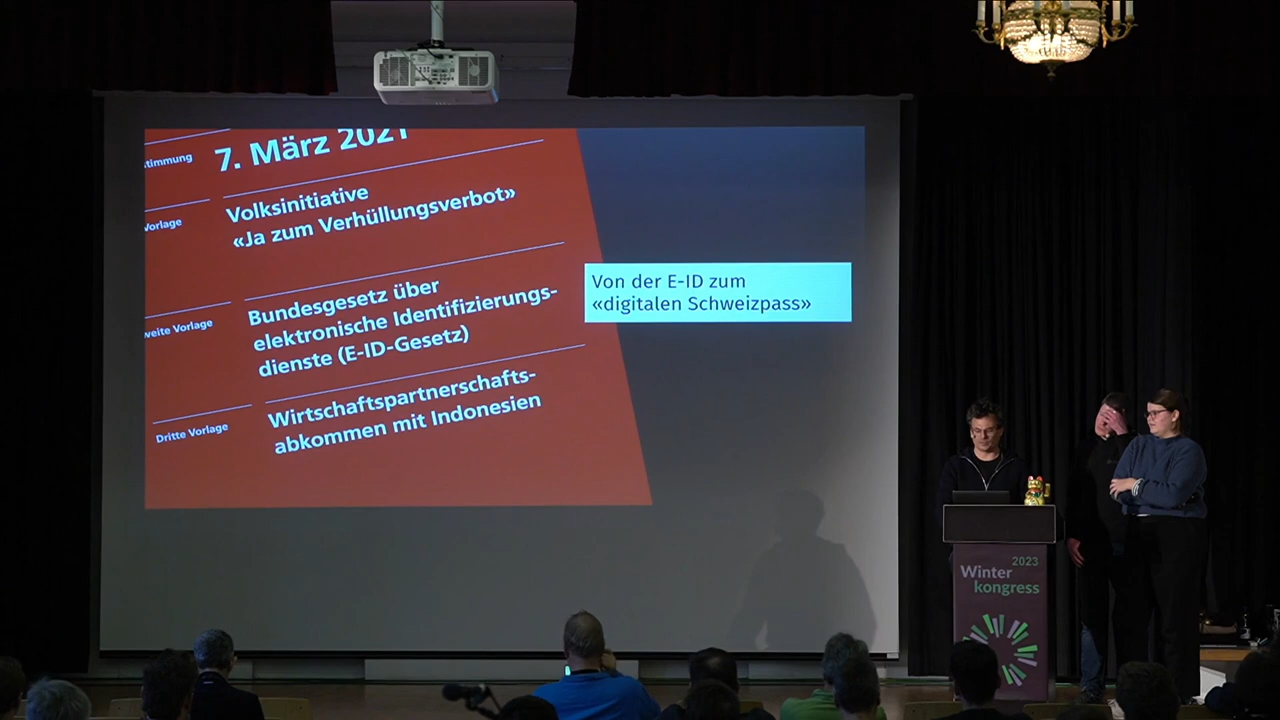 stimmung
7. März 2021
Vorlage
Volksinitiative
«Ja zum Verhüllungsverbot»
weite Vorlage
Bundesgesetz über
elektronische Identifizierungs-
dienste (E-ID-Gesetz)
Dritte Vorlage
Wirtschaftspartnerschafts-
abkommen mit Indonesien
Von der E-ID zum
«digitalen Schweizpass»
2023
Winter
kongress